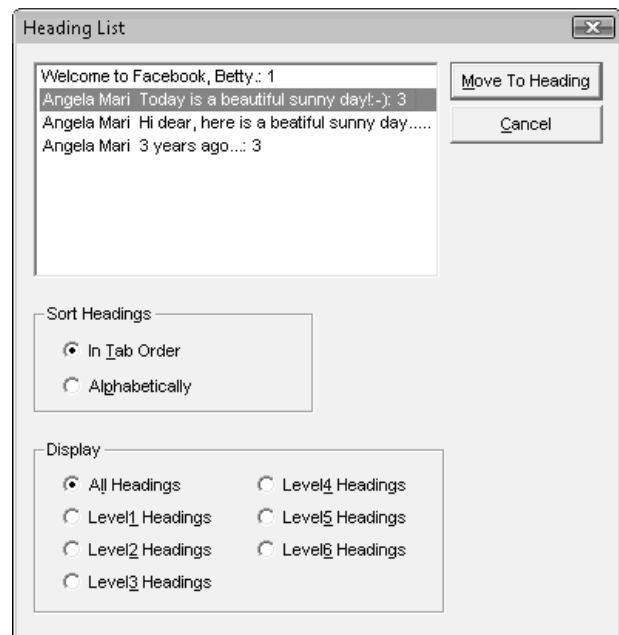 Heading List
Welcome to Facebook, Betty.: 1
Move To Heading
Angela Mari  Today is a beautiful sunny day!:-): 3
Angela Mari  Hi dear, here is a beatiful sunny day.....
Cancel
Angela Mari  3 years ago...: 3
Sort Headings
In Tab Order
Alphabetically
Display
All Headings
Level4 Headings
Level1 Headings
Level5 Headings
Level2 Headings
Level6 Headings
Level3 Headings